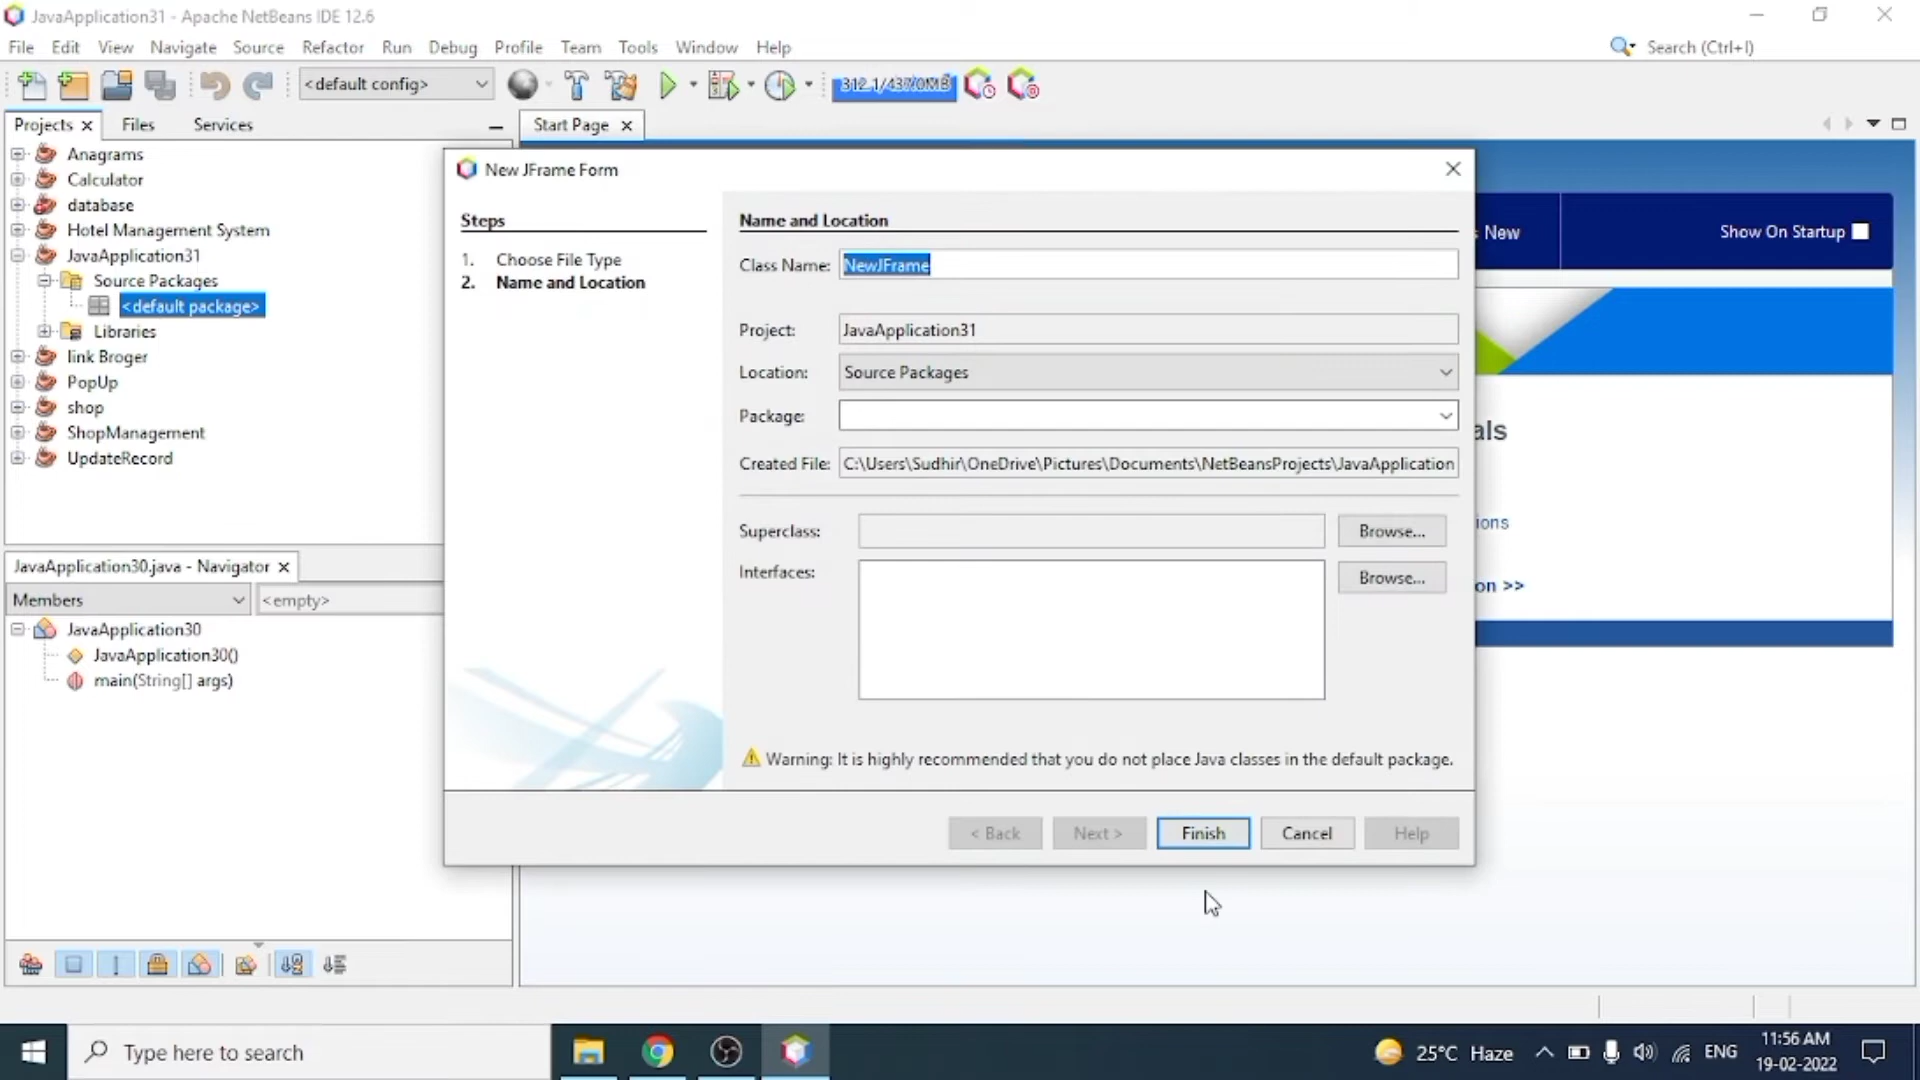 JavaApplication31 - Apache NetBeans IDE 12.6
File Edit View Navigate Source Refactor Run Debug Profile Team Tools Window Help
Search (Ctrl+I)
<default config>
312.1/437.0MB
Projects Files Services
Start Page
Anagrams
Calculator
database
Hotel Management System
JavaApplication31
Source Packages
<default package>
Libraries
link Broger
PopUp
shop
ShopManagement
UpdateRecord
JavaApplication30.java - Navigator
Members
<empty>
JavaApplication30
JavaApplication30()
main(String[] args)
New JFrame Form
Steps
1. Choose File Type
2. Name and Location
Name and Location
Class Name: NewJFrame
Project: JavaApplication31
Location: Source Packages
Package:
Created File: C:\Users\Sudhir\OneDrive\Pictures\Documents\NetBeansProjects\JavaApplication
Superclass: Browse...
Interfaces: Browse...
Warning: It is highly recommended that you do not place Java classes in the default package.
< Back Next > Finish Cancel Help
s New
Show On Startup
als
ions
on >>
Type here to search
25°C Haze
ENG
11:56 AM
19-02-2022